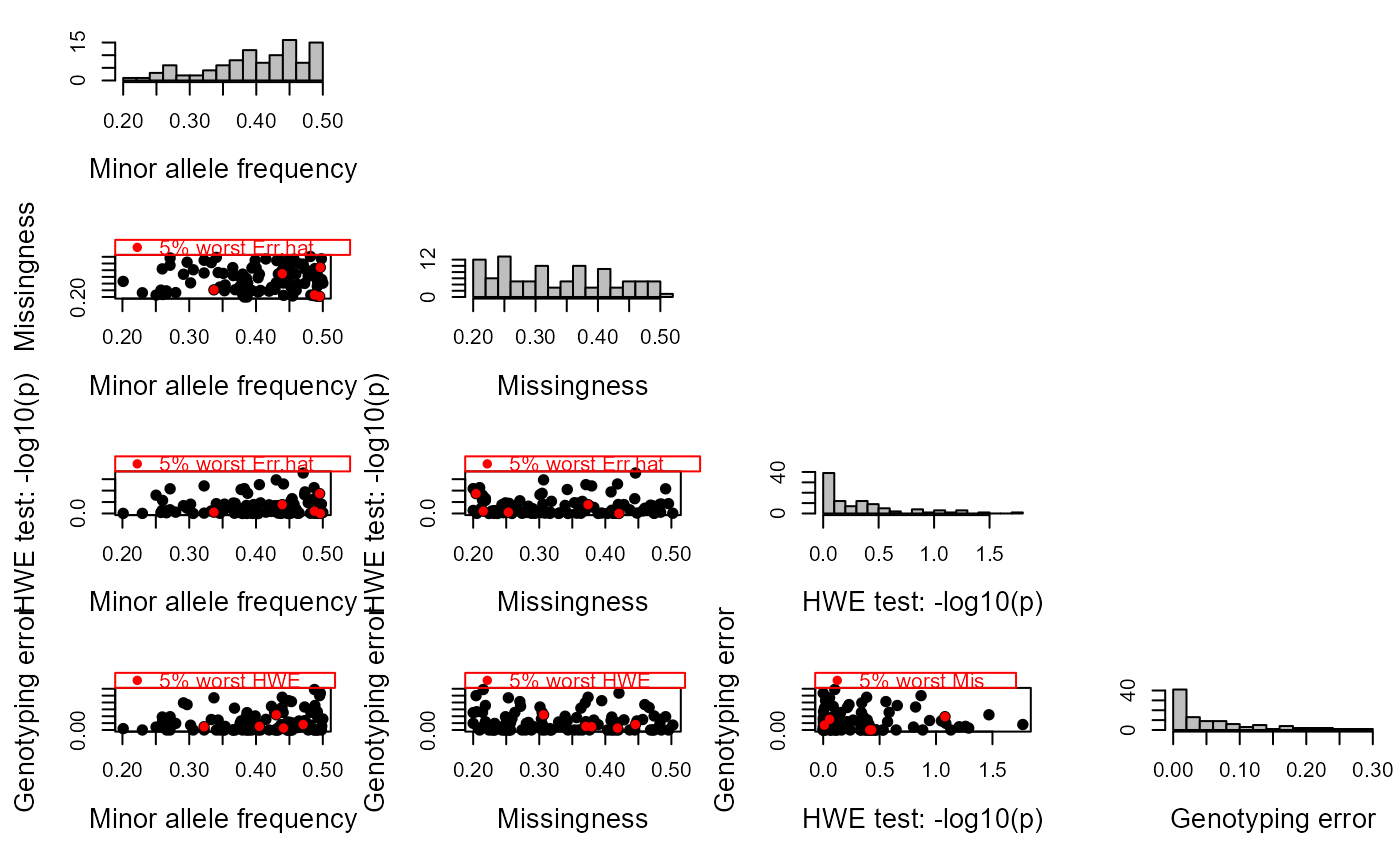 15
0
0.20 0.30 0.40 0.50
Minor allele frequency
Missingness
0.20
5% worst Err.hat
0.20 0.30 0.40 0.50
Minor allele frequency
12
0
0.20 0.30 0.40 0.50
Missingness
HWE test: -log10(p)
0.0
5% worst Err.hat
0.20 0.30 0.40 0.50
Minor allele frequency
HWE test: -log10(p)
0.0
5% worst Err.hat
0.20 0.30 0.40 0.50
Missingness
40
0
0.0 0.5 1.0 1.5
HWE test: -log10(p)
Genotyping error
0.00
5% worst HWE
0.20 0.30 0.40 0.50
Minor allele frequency
Genotyping error
0.00
5% worst HWE
0.20 0.30 0.40 0.50
Missingness
Genotyping error
0.00
5% worst Mis
0.0 0.5 1.0 1.5
HWE test: -log10(p)
40
0
0.00 0.10 0.20 0.30
Genotyping error